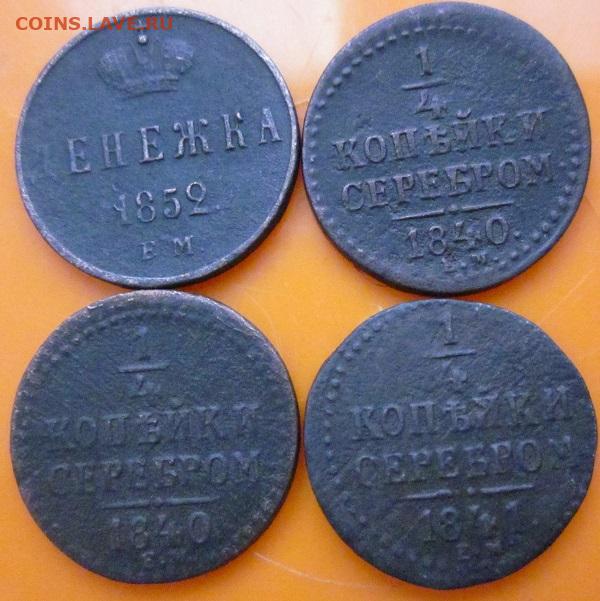 COINS.LAVE.RU
ДЕНЕЖКА
1852.
Е.М.
1
4
КОПѢЙКИ
СЕРЕБРОМ
1840.
Е.М.
1
4
КОПѢЙКИ
СЕРЕБРОМ
1840
1
4
КОПѢЙКИ
СЕРЕБРОМ
1841.
Е.М.